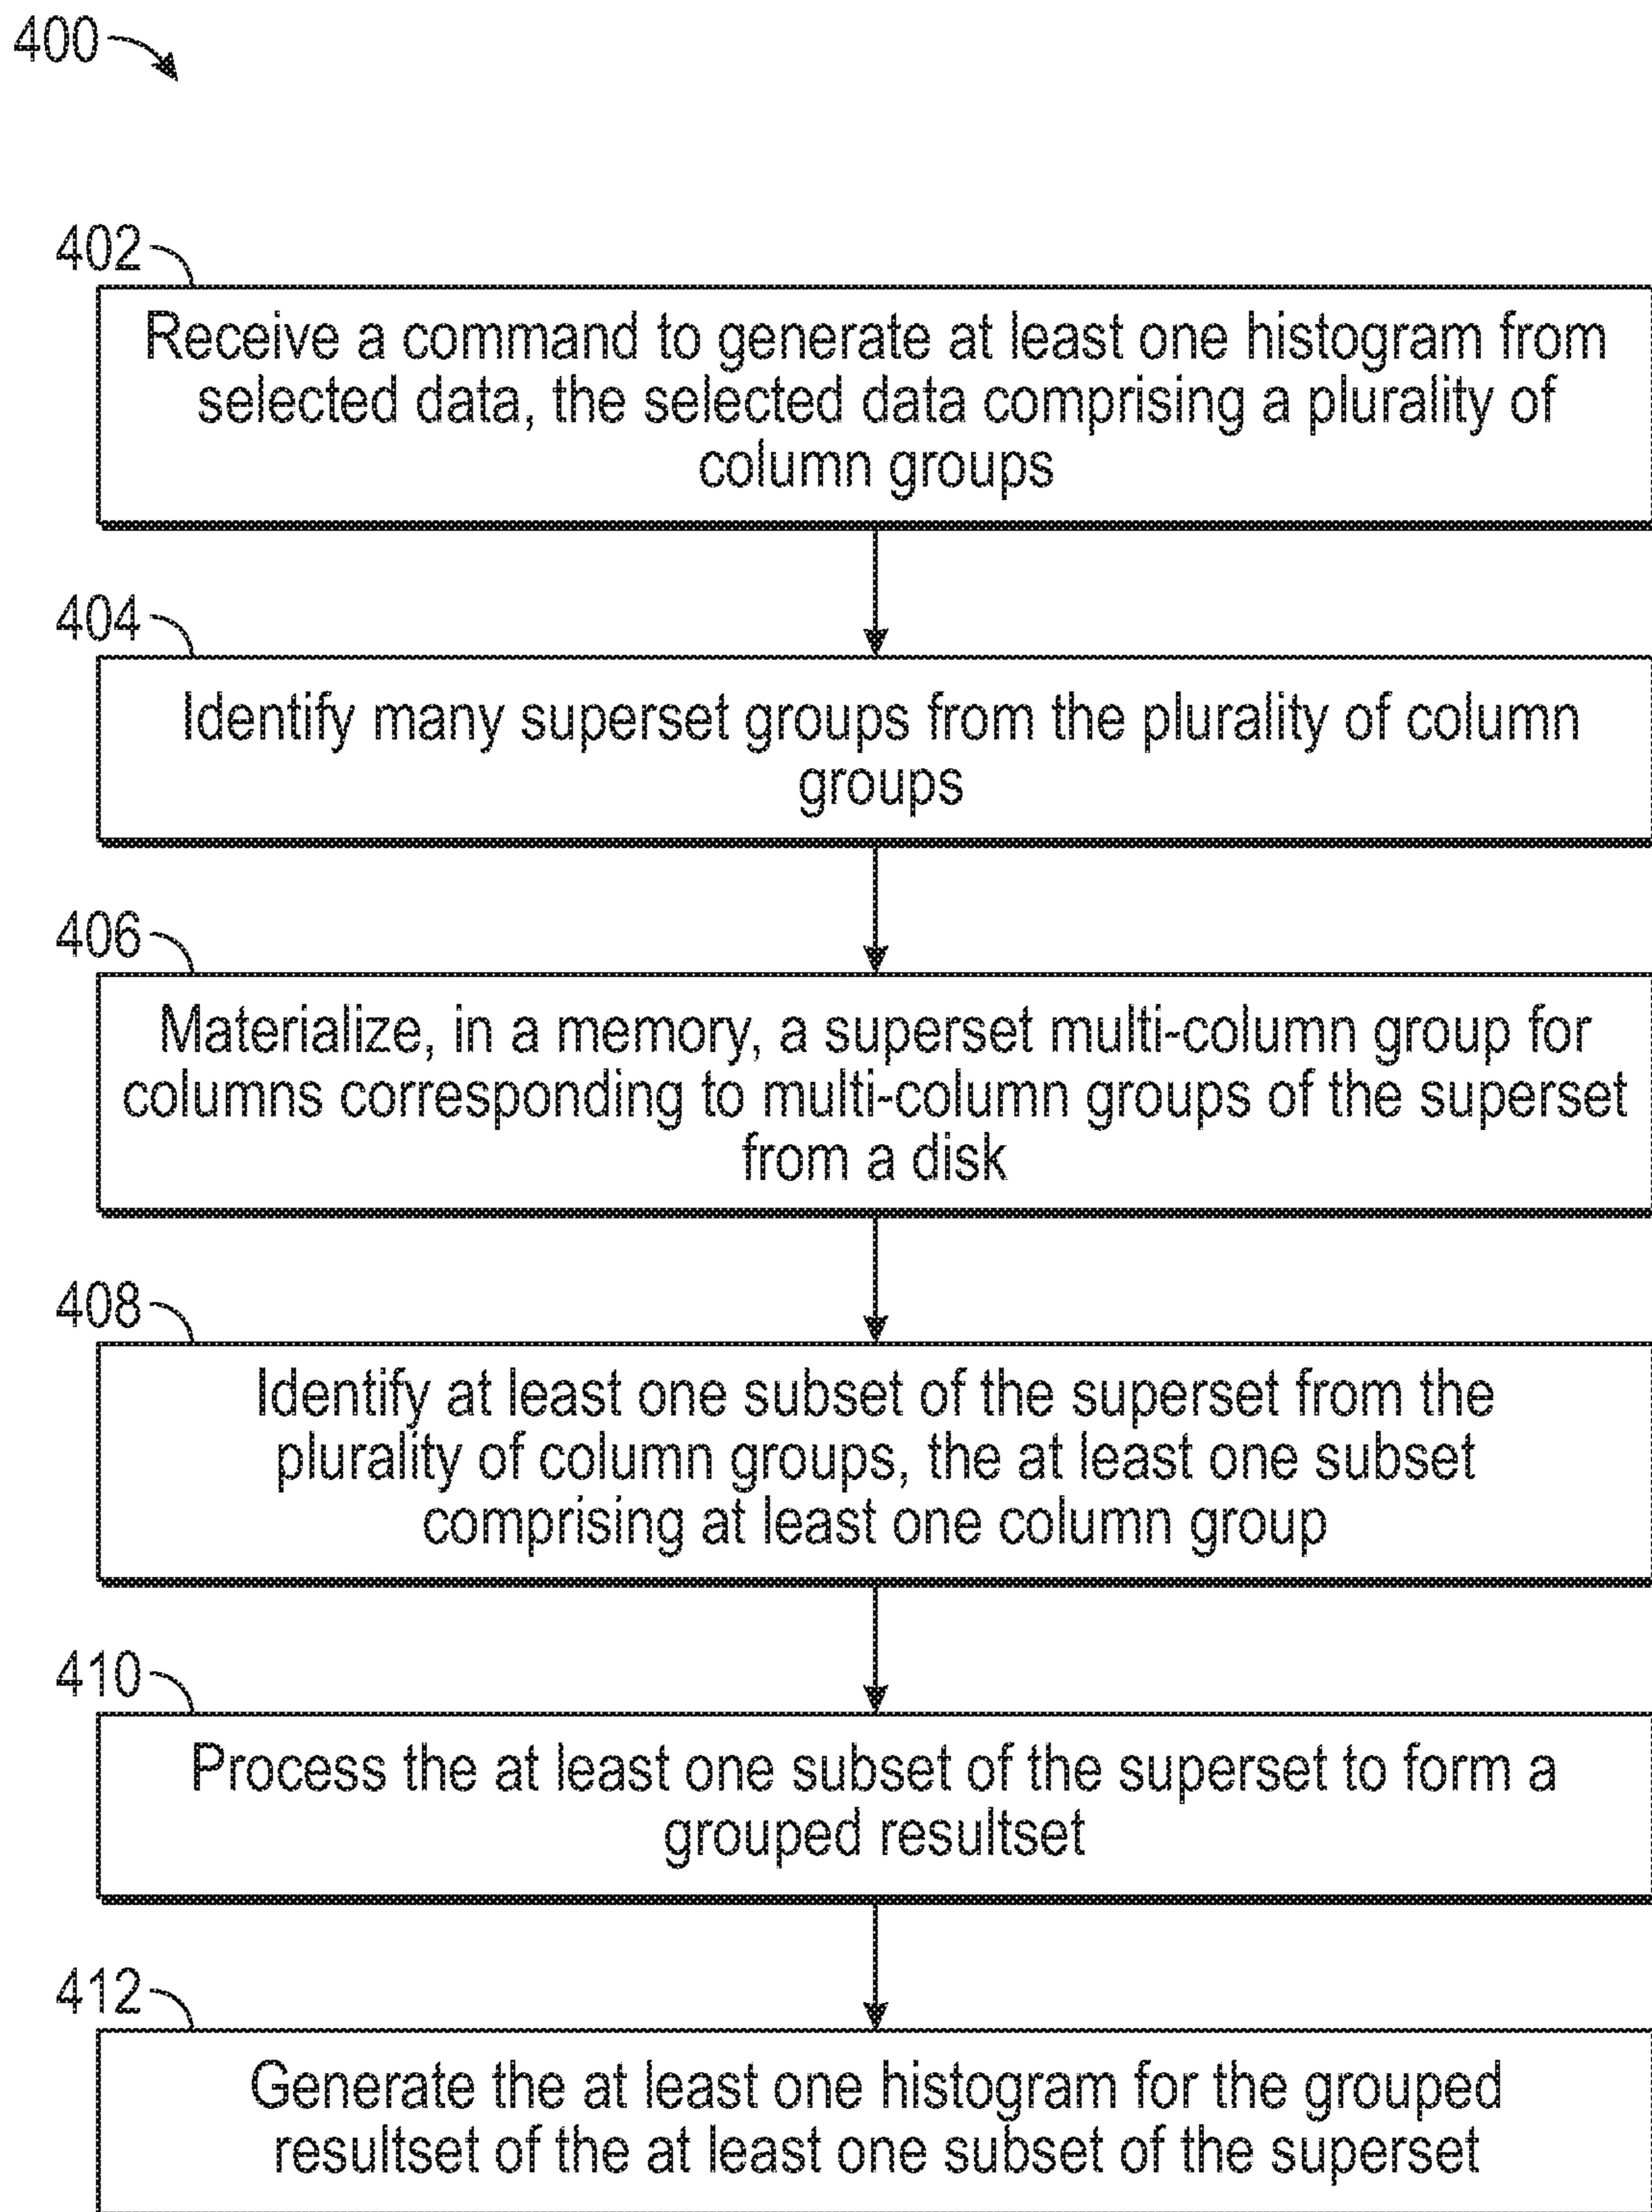 400
402
Receive a command to generate at least one histogram from
selected data, the selected data comprising a plurality of
column groups
404
Identify many superset groups from the plurality of column
groups
406
Materialize, in a memory, a superset multi-column group for
columns corresponding to multi-column groups of the superset
from a disk
408
Identify at least one subset of the superset from the
plurality of column groups, the at least one subset
comprising at least one column group
410
Process the at least one subset of the superset to form a
grouped resultset
412
Generate the at least one histogram for the grouped
resultset of the at least one subset of the superset